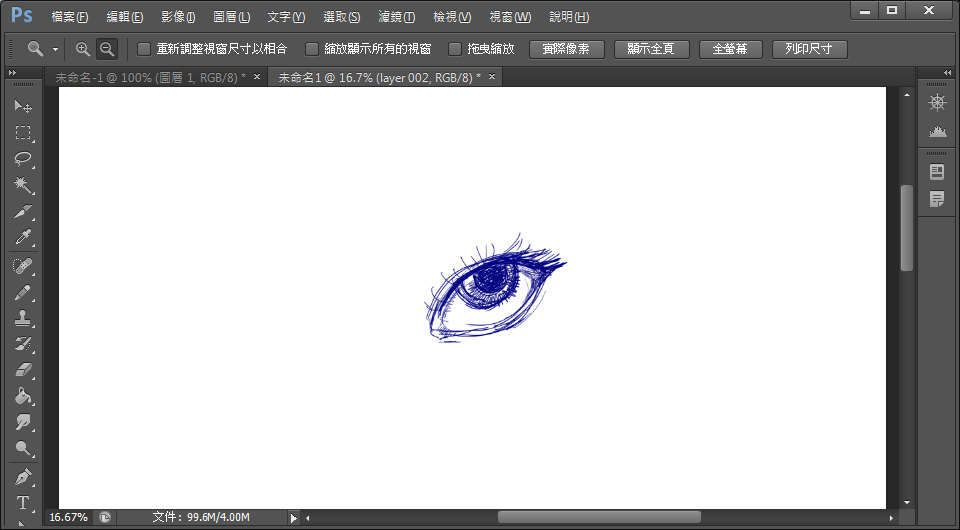 Ps 檔案(F) 編輯(E) 影像(I) 圖層(L) 文字(Y) 選取(S) 濾鏡(T) 檢視(V) 視窗(W) 說明(H)
重新調整視窗尺寸以相合 縮放顯示所有的視窗 拖曳縮放 實際像素 顯示全頁 全螢幕 列印尺寸
未命名-1 @ 100% (圖層 1, RGB/8) * × 未命名1 @ 16.7% (layer 002, RGB/8) * ×
T
16.67% 文件: 99.6M/4.00M